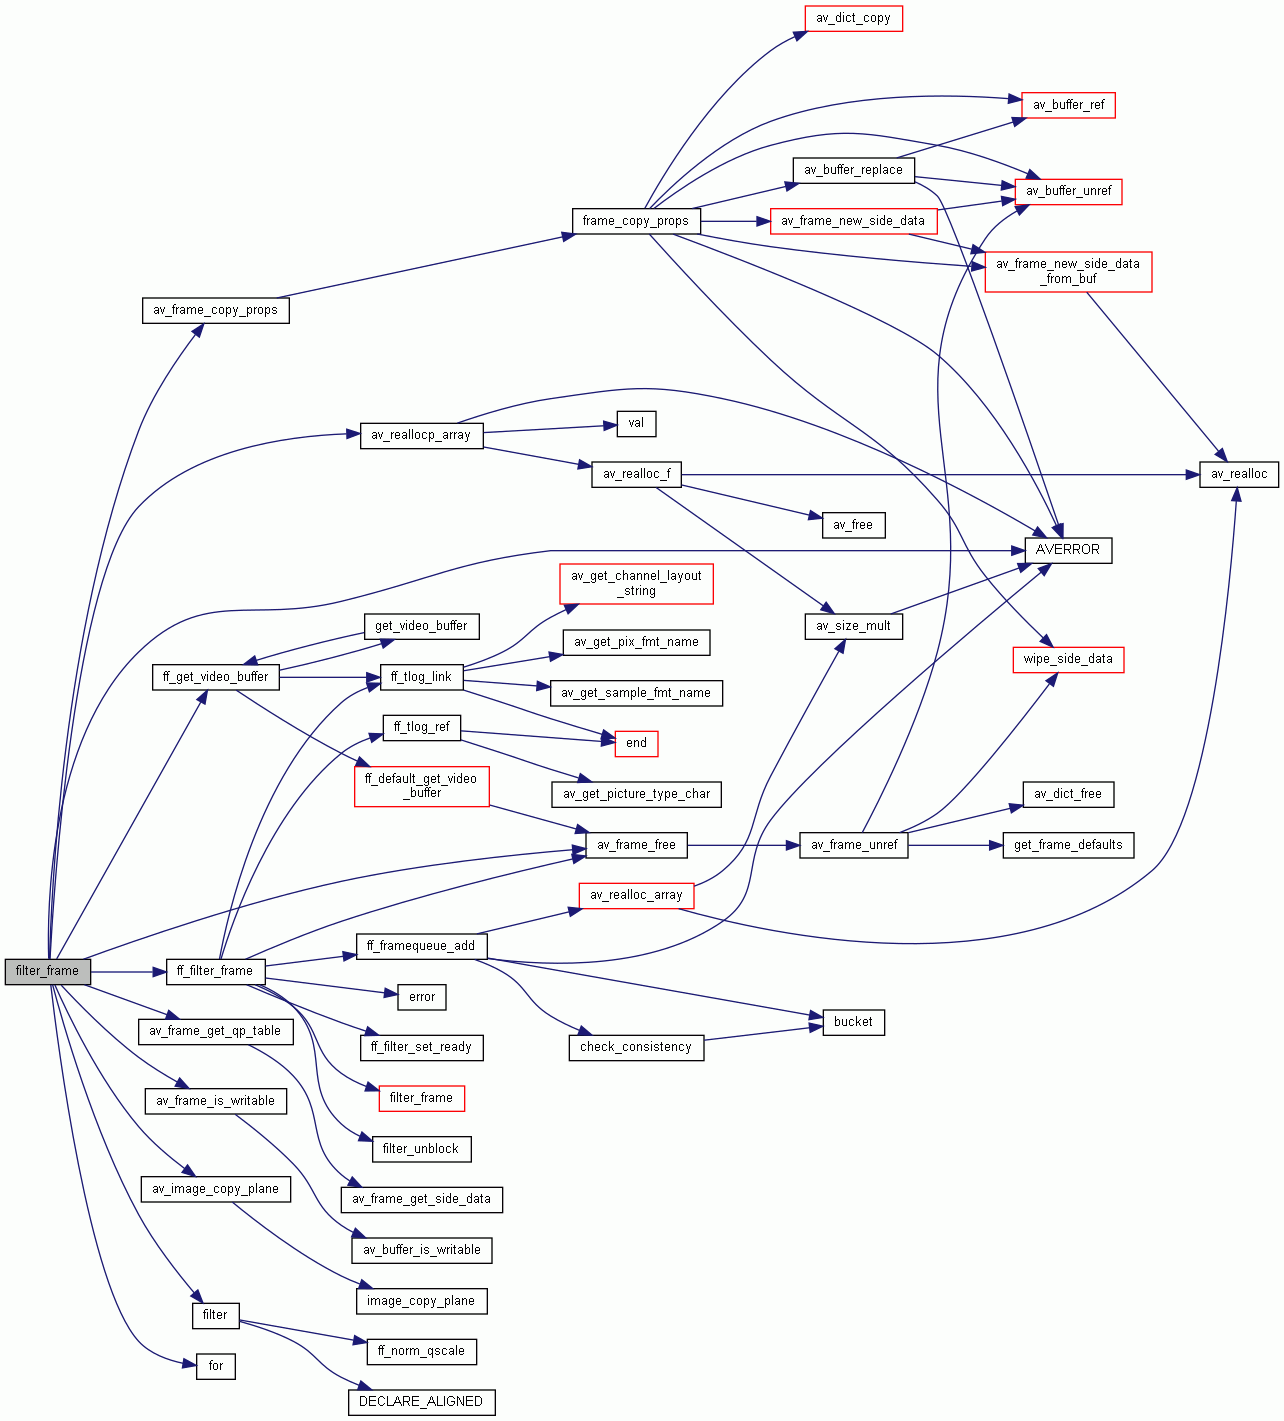 av_dict_copy
av_buffer_ref
av_buffer_replace
av_buffer_unref
frame_copy_props
av_frame_new_side_data
av_frame_new_side_data
_from_buf
av_frame_copy_props
val
av_reallocp_array
av_realloc_f
av_realloc
av_free
AVERROR
av_get_channel_layout
_string
get_video_buffer
av_size_mult
av_get_pix_fmt_name
wipe_side_data
ff_get_video_buffer
ff_tlog_link
av_get_sample_fmt_name
ff_tlog_ref
end
ff_default_get_video
_buffer
av_get_picture_type_char
av_dict_free
av_frame_free
av_frame_unref
get_frame_defaults
av_realloc_array
ff_framequeue_add
filter_frame
ff_filter_frame
error
bucket
av_frame_get_qp_table
ff_filter_set_ready
check_consistency
av_frame_is_writable
filter_frame
filter_unblock
av_image_copy_plane
av_frame_get_side_data
av_buffer_is_writable
image_copy_plane
filter
ff_norm_qscale
for
DECLARE_ALIGNED